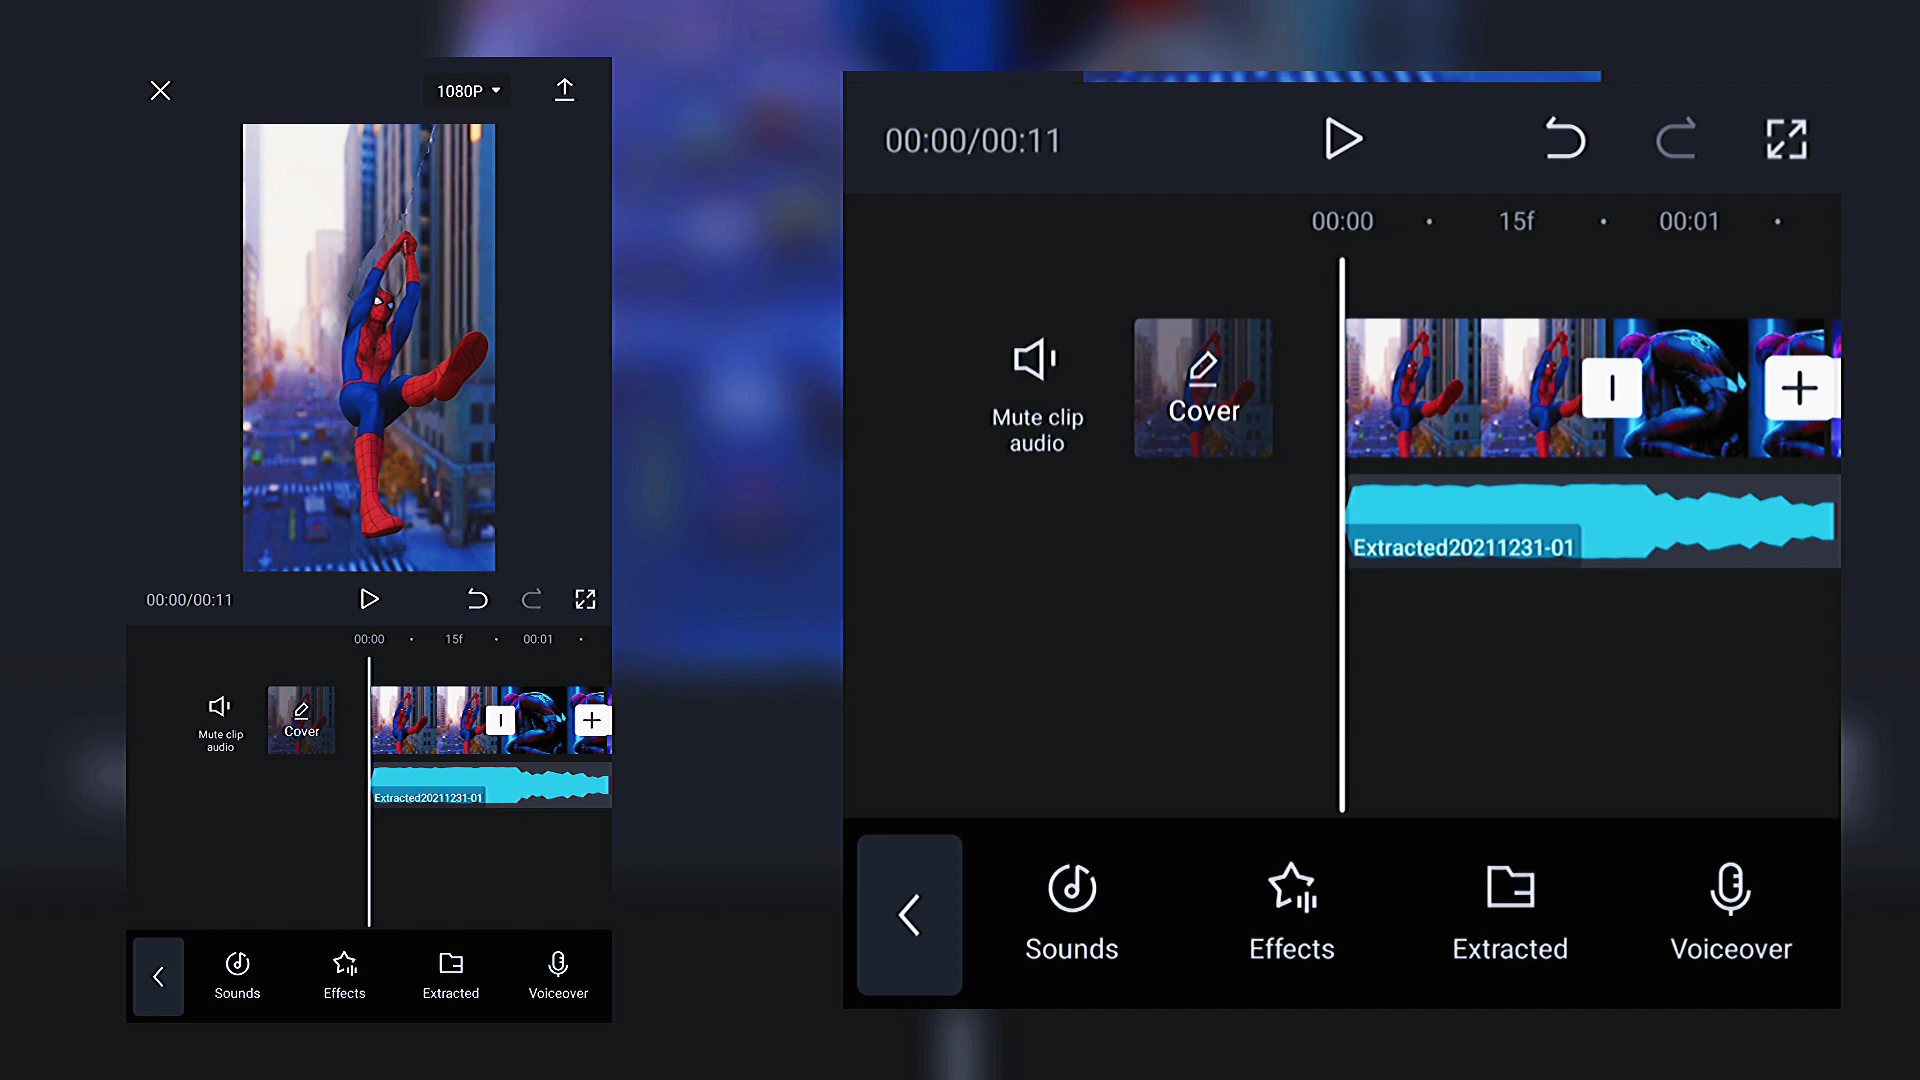 1080P
00:00/00:11
00:00 15f 00:01
Mute clip
audio
Cover
Extracted20211231-01
Sounds Effects Extracted Voiceover
00:00/00:11
00:00 15f 00:01
Cover
Mute clip
audio
Extracted20211231-01
Sounds Effects Extracted Voiceover